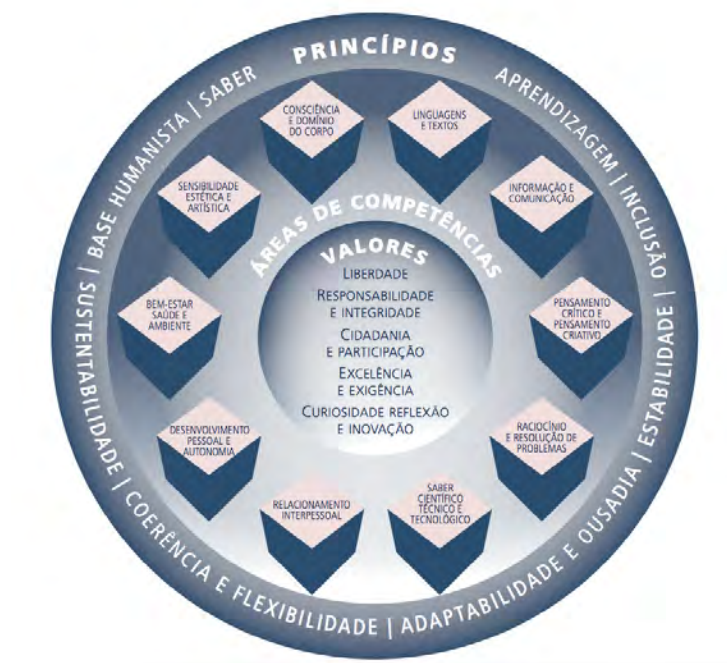 PRINCÍPIOS
APRENDIZAGEM | INCLUSÃO | ESTABILIDADE | ADAPTABILIDADE E OUSADIA | COERÊNCIA E FLEXIBILIDADE | SUSTENTABILIDADE | BASE HUMANISTA | SABER
ÁREAS DE COMPETÊNCIAS
LINGUAGENS
E TEXTOS
INFORMAÇÃO E
COMUNICAÇÃO
PENSAMENTO
CRÍTICO E
PENSAMENTO
CRIATIVO
RACIOCÍNIO
E RESOLUÇÃO DE
PROBLEMAS
SABER
CIENTÍFICO
TÉCNICO E
TECNOLÓGICO
RELACIONAMENTO
INTERPESSOAL
DESENVOLVIMENTO
PESSOAL E
AUTONOMIA
BEM-ESTAR
SAÚDE E
AMBIENTE
SENSIBILIDADE
ESTÉTICA E
ARTÍSTICA
CONSCIÊNCIA
E DOMÍNIO
DO CORPO
VALORES
LIBERDADE
RESPONSABILIDADE
E INTEGRIDADE
CIDADANIA
E PARTICIPAÇÃO
EXCELÊNCIA
E EXIGÊNCIA
CURIOSIDADE REFLEXÃO
E INOVAÇÃO